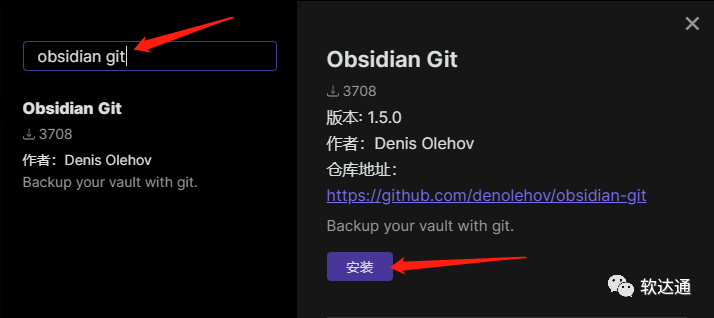 obsidian git
Obsidian Git
3708
作者：Denis Olehov
Backup your vault with git.
Obsidian Git
3708
版本: 1.5.0
作者：Denis Olehov
仓库地址：
https://github.com/denolehov/obsidian-git
Backup your vault with git.
安装
软达通